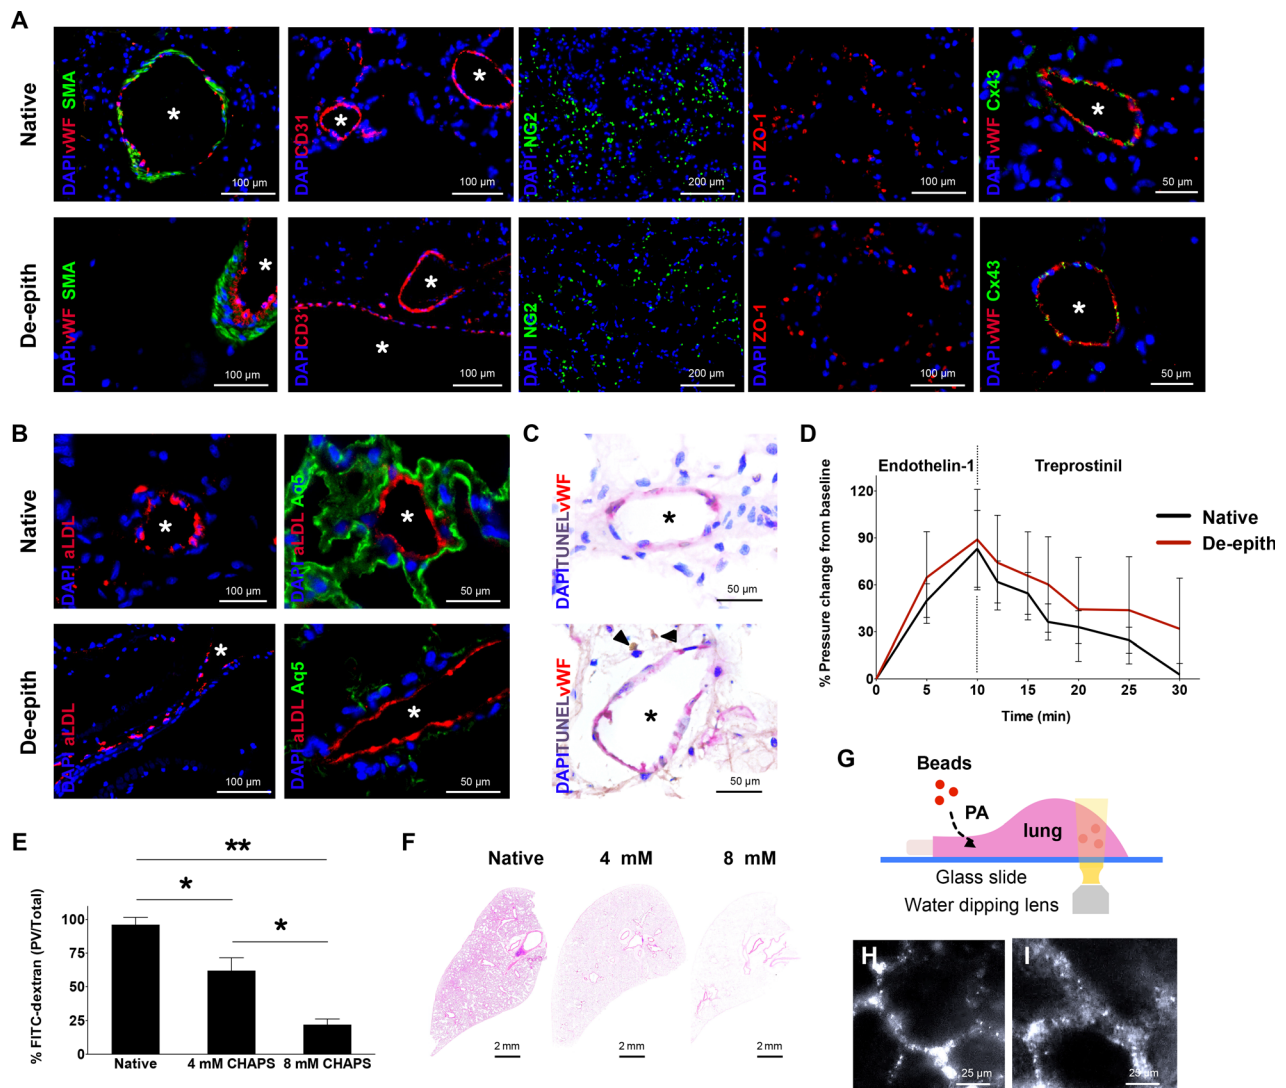 A
Native
DAPI vWF SMA
100 µm
DAPI CD31
100 µm
DAPI NG2
200 µm
DAPI ZO-1
100 µm
DAPI vWF Cx43
50 µm
De-epith
DAPI vWF SMA
100 µm
DAPI CD31
100 µm
DAPI NG2
200 µm
DAPI ZO-1
100 µm
DAPI vWF Cx43
50 µm
B
Native
DAPI aLDL
100 µm
DAPI aLDL Aq5
50 µm
De-epith
DAPI aLDL
100 µm
DAPI aLDL Aq5
50 µm
C
DAPI TUNEL vWF
50 µm
DAPI TUNEL vWF
50 µm
D
Endothelin-1 Treprostinil
% Pressure change from baseline
120
90
60
30
0
0 5 10 15 20 25 30
Time (min)
Native
De-epith
E
% FITC-dextran (PV/Total)
100
75
50
25
0
Native 4 mM CHAPS 8 mM CHAPS
** 
*
*
F
Native 4 mM 8 mM
2 mm 2 mm 2 mm
G
Beads
PA
lung
Glass slide
Water dipping lens
H
25 µm
I
25 µm